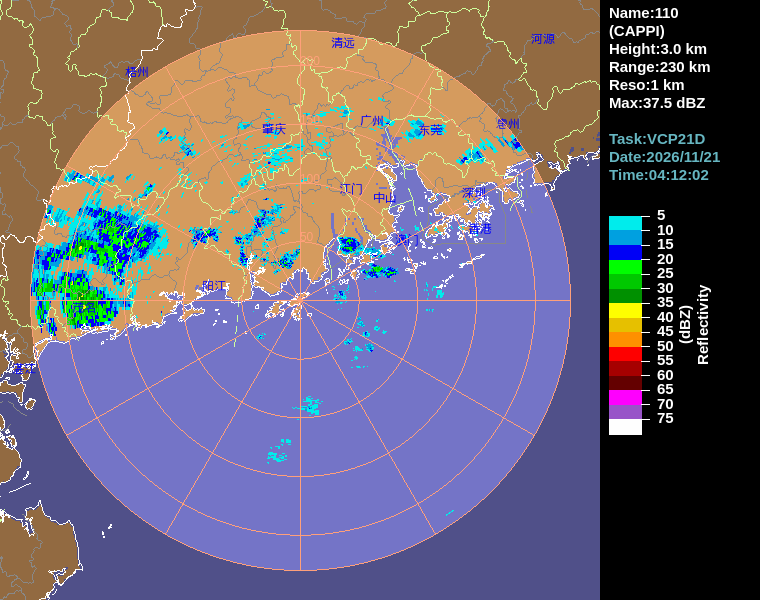 Name:110
(CAPPI)
Height:3.0 km
Range:230 km
Reso:1 km
Max:37.5 dBZ
Task:VCP21D
Date:2026/11/21
Time:04:12:02
5
10
15
20
25
30
35
40
45
50
55
60
65
70
75
(dBZ)
Reflectivity
清远
河源
梧州
肇庆
广州
东莞
惠州
江门
中山
深圳
香港
阳江
50